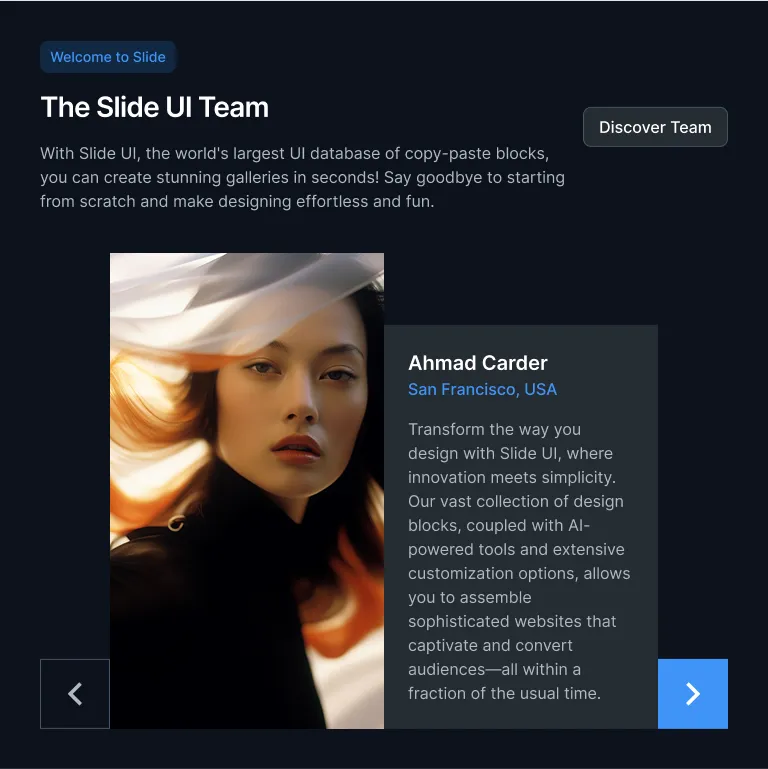 Welcome to Slide
The Slide UI Team
With Slide UI, the world's largest UI database of copy-paste blocks,
you can create stunning galleries in seconds! Say goodbye to starting
from scratch and make designing effortless and fun.
Discover Team
Ahmad Carder
San Francisco, USA
Transform the way you
design with Slide UI, where
innovation meets simplicity.
Our vast collection of design
blocks, coupled with AI-
powered tools and extensive
customization options, allows
you to assemble
sophisticated websites that
captivate and convert
audiences—all within a
fraction of the usual time.